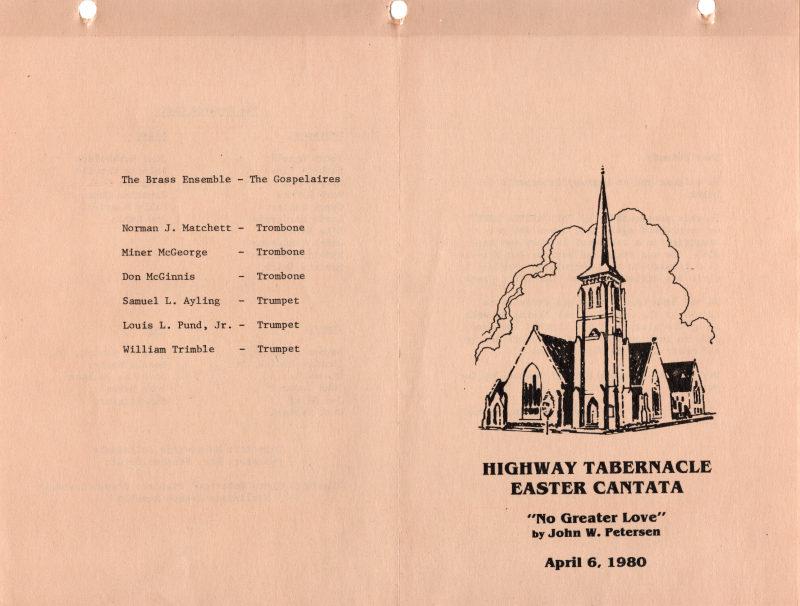 The Brass Ensemble - The Gospelaires
Norman J. Matchett - Trombone
Miner McGeorge - Trombone
Don McGinnis - Trombone
Samuel L. Ayling - Trumpet
Louis L. Pund, Jr. - Trumpet
William Trimble - Trumpet
HIGHWAY TABERNACLE
EASTER CANTATA
"No Greater Love"
by John W. Petersen
April 6, 1980